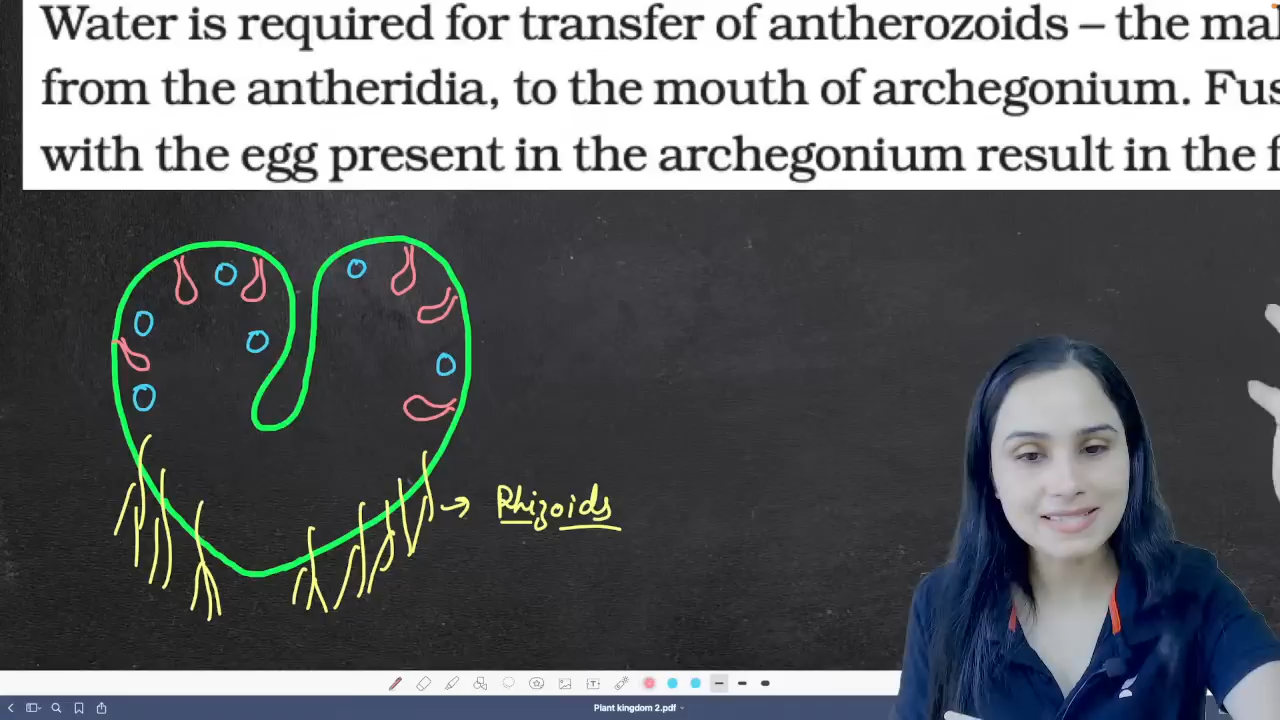 Water is required for transfer of antherozoids – the mal
from the antheridia, to the mouth of archegonium. Fus
with the egg present in the archegonium result in the f
Rhizoids
Plant kingdom 2.pdf